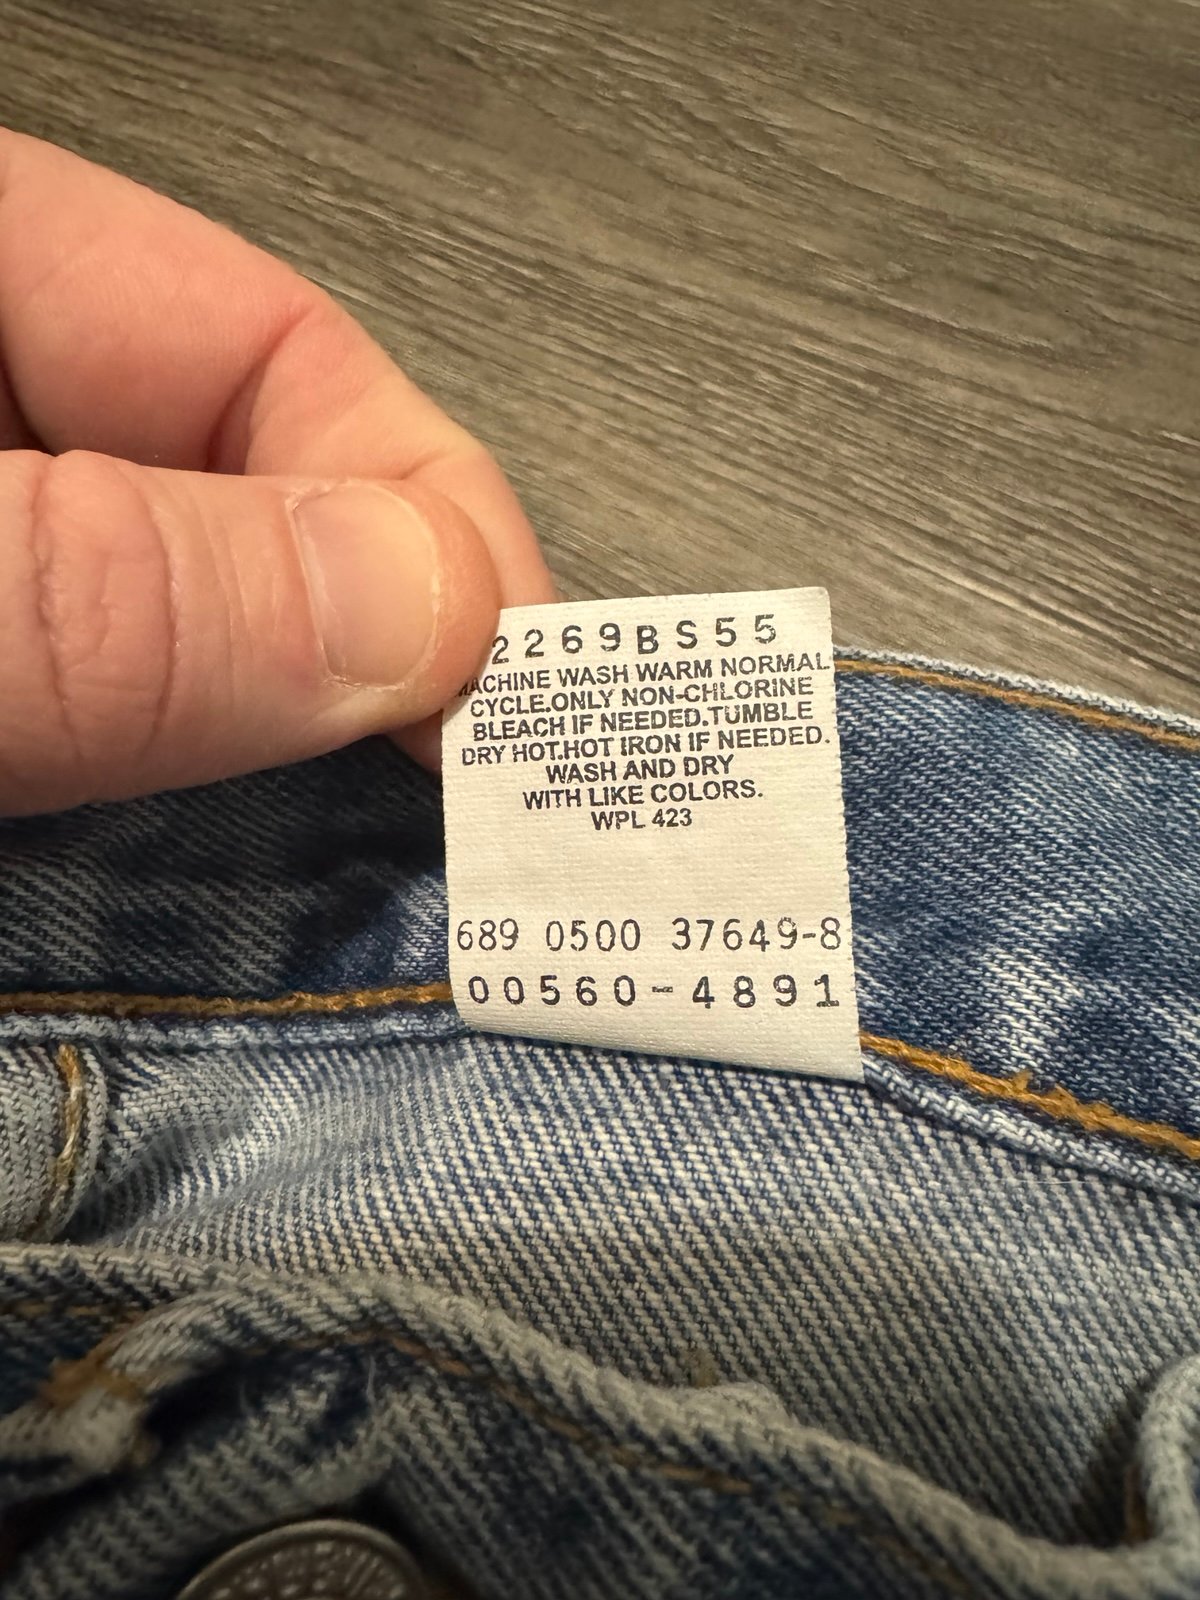 2269BS55
MACHINE WASH WARM NORMAL
CYCLE.ONLY NON-CHLORINE
BLEACH IF NEEDED.TUMBLE
DRY HOT.HOT IRON IF NEEDED.
WASH AND DRY
WITH LIKE COLORS.
WPL 423
689 0500 37649-8
00560-4891